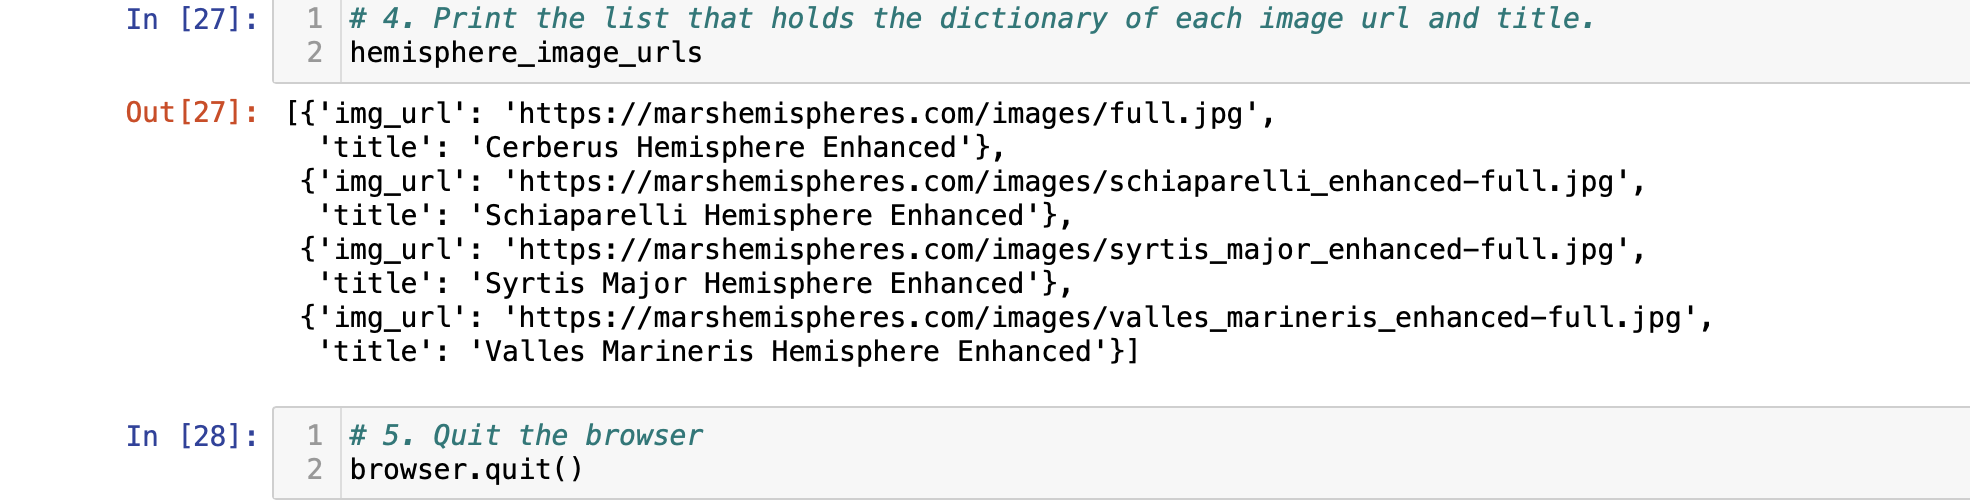 In [27]:
1 # 4. Print the list that holds the dictionary of each image url and title.
2 hemisphere_image_urls
Out[27]: [{'img_url': 'https://marshemispheres.com/images/full.jpg',
'title': 'Cerberus Hemisphere Enhanced'},
{'img_url': 'https://marshemispheres.com/images/schiaparelli_enhanced-full.jpg',
'title': 'Schiaparelli Hemisphere Enhanced'},
{'img_url': 'https://marshemispheres.com/images/syrtis_major_enhanced-full.jpg',
'title': 'Syrtis Major Hemisphere Enhanced'},
{'img_url': 'https://marshemispheres.com/images/valles_marineris_enhanced-full.jpg',
'title': 'Valles Marineris Hemisphere Enhanced'}]
In [28]:
1 # 5. Quit the browser
2 browser.quit()